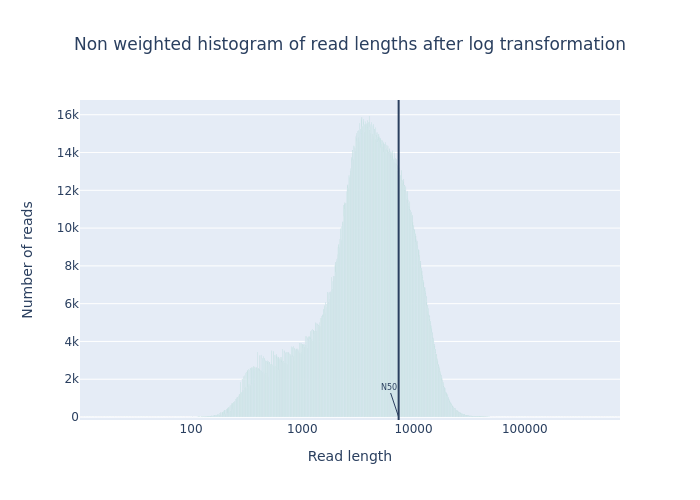 Non weighted histogram of read lengths after log transformation
16k
14k
12k
10k
8k
6k
4k
2k
0
Number of reads
N50
100
1000
10000
100000
Read length